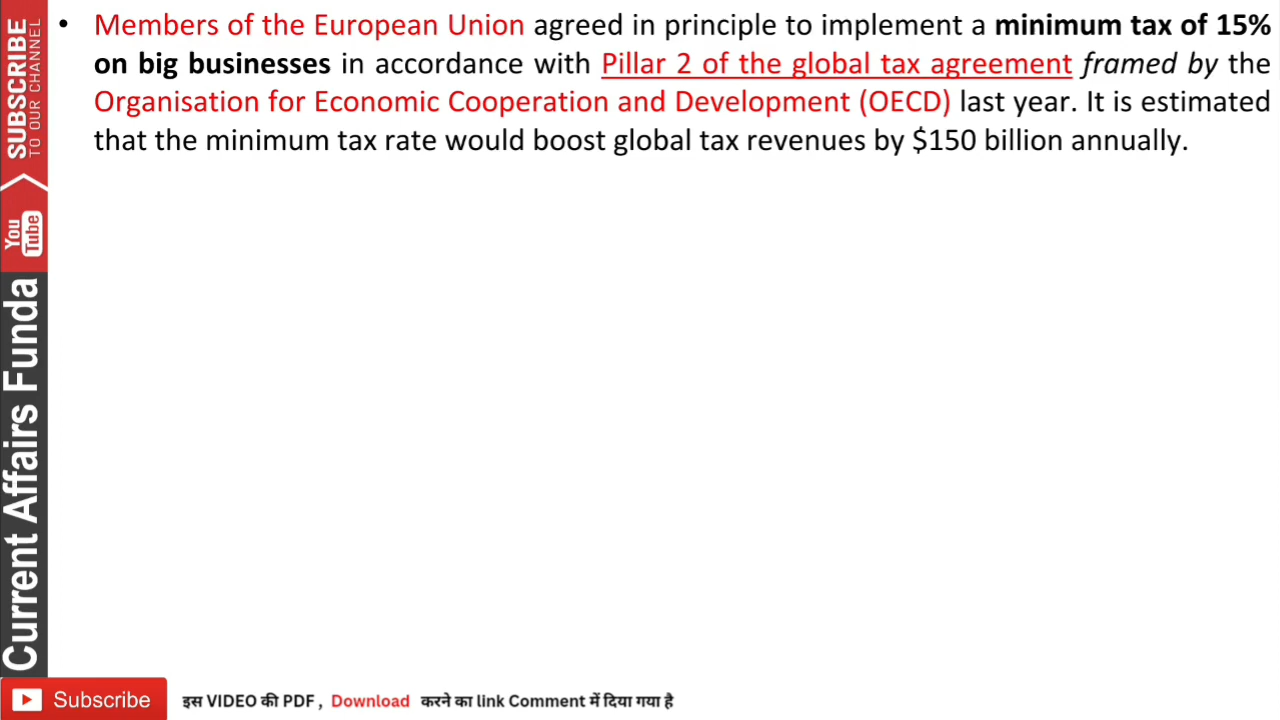 • Members of the European Union agreed in principle to implement a minimum tax of 15%
on big businesses in accordance with Pillar 2 of the global tax agreement framed by the
Organisation for Economic Cooperation and Development (OECD) last year. It is estimated
that the minimum tax rate would boost global tax revenues by $150 billion annually.
SUBSCRIBE
TO OUR CHANNEL
You
Tube
Current Affairs Funda
Subscribe
इस VIDEO की PDF , Download करने का link Comment में दिया गया है